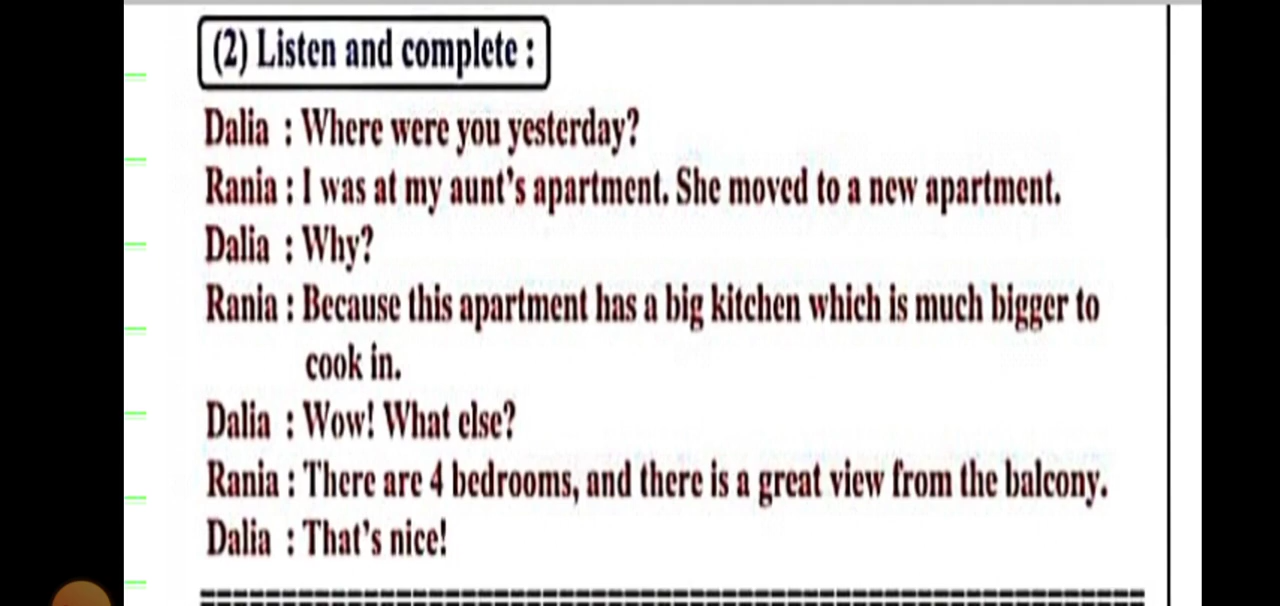 (2) Listen and complete :
Dalia : Where were you yesterday?
Rania : I was at my aunt’s apartment. She moved to a new apartment.
Dalia : Why?
Rania : Because this apartment has a big kitchen which is much bigger to
cook in.
Dalia : Wow! What else?
Rania : There are 4 bedrooms, and there is a great view from the balcony.
Dalia : That’s nice!